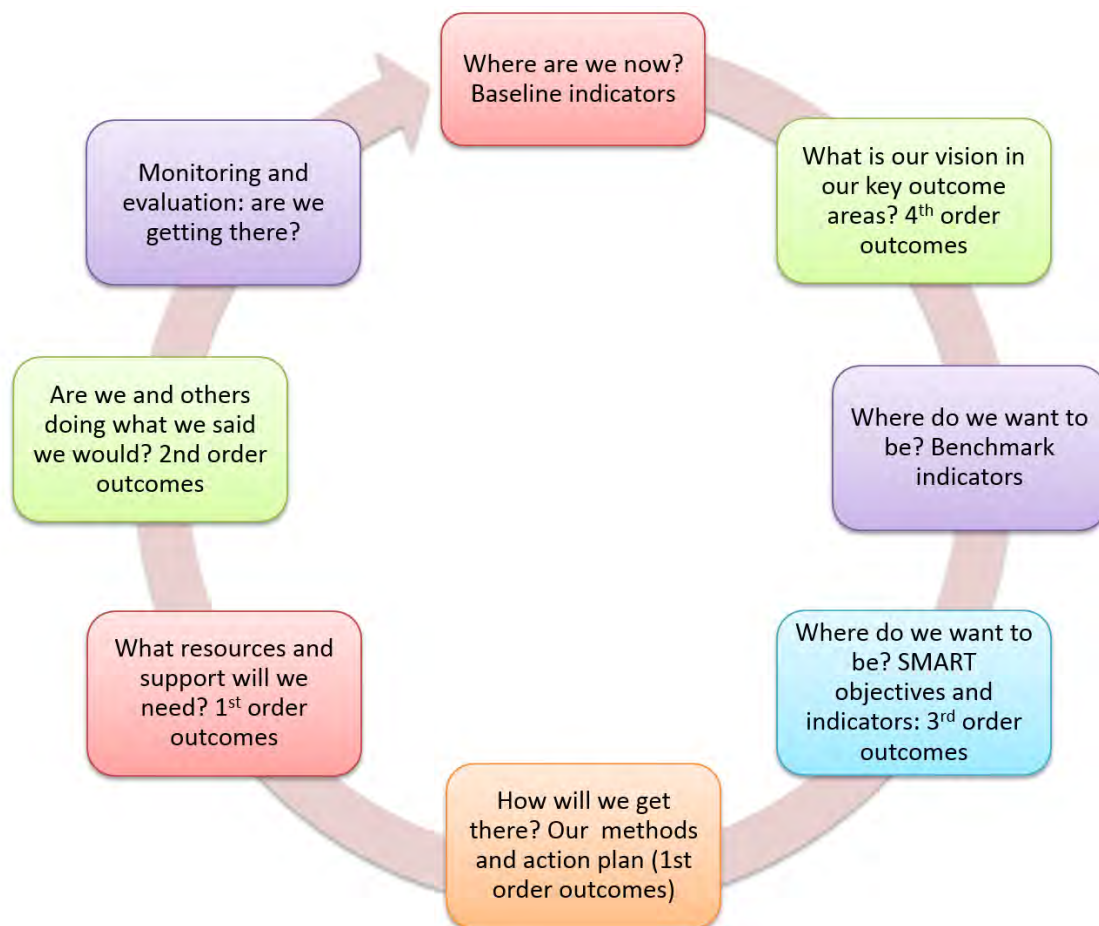 Where are we now?
Baseline indicators
What is our vision in
our key outcome
areas? 4th order
outcomes
Where do we want to
be? Benchmark
indicators
Where do we want to
be? SMART
objectives and
indicators: 3rd order
outcomes
How will we get
there? Our  methods
and action plan (1st
order outcomes)
What resources and
support will we
need? 1st order
outcomes
Are we and others
doing what we said
we would? 2nd order
outcomes
Monitoring and
evaluation: are we
getting there?